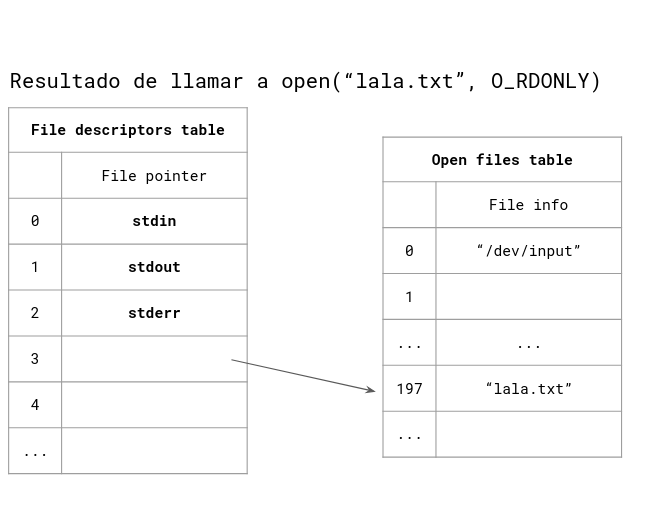 Resultado de llamar a open(“lala.txt”, O_RDONLY)
File descriptors table
File pointer
0 stdin
1 stdout
2 stderr
3
4
...
Open files table
File info
0 “/dev/input”
1
... ...
197 “lala.txt”
...